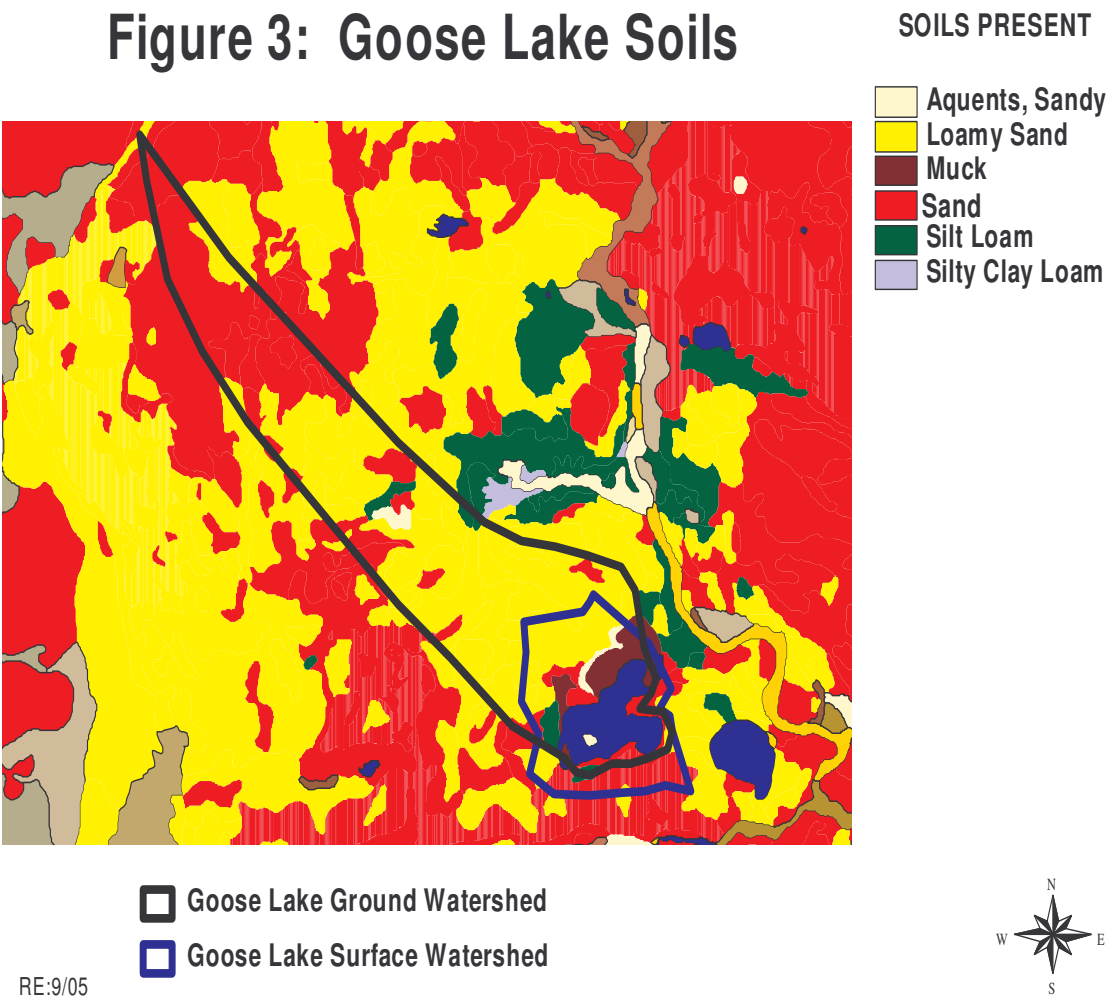 Figure 3: Goose Lake Soils
SOILS PRESENT
Aquents, Sandy
Loamy Sand
Muck
Sand
Silt Loam
Silty Clay Loam
Goose Lake Ground Watershed
Goose Lake Surface Watershed
N
W E
S
RE:9/05